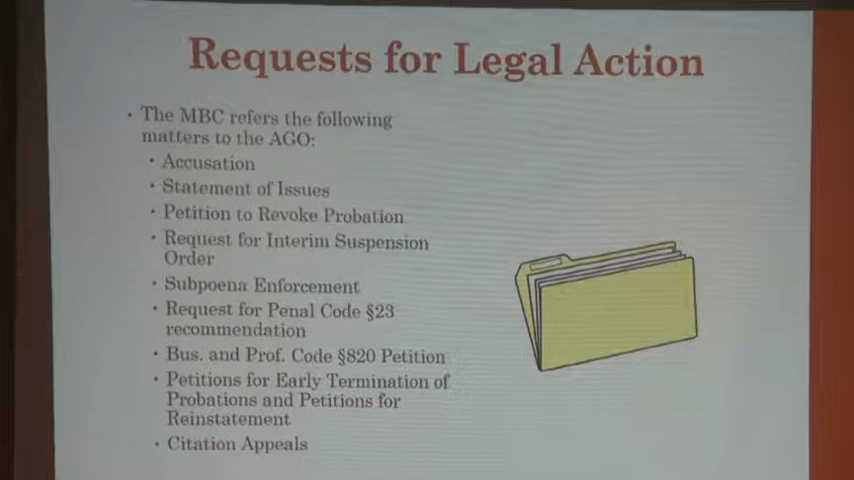 Requests for Legal Action
• The MBC refers the following
matters to the AGO:
• Accusation
• Statement of Issues
• Petition to Revoke Probation
• Request for Interim Suspension
Order
• Subpoena Enforcement
• Request for Penal Code §23
recommendation
• Bus. and Prof. Code §820 Petition
• Petitions for Early Termination of
Probations and Petitions for
Reinstatement
• Citation Appeals